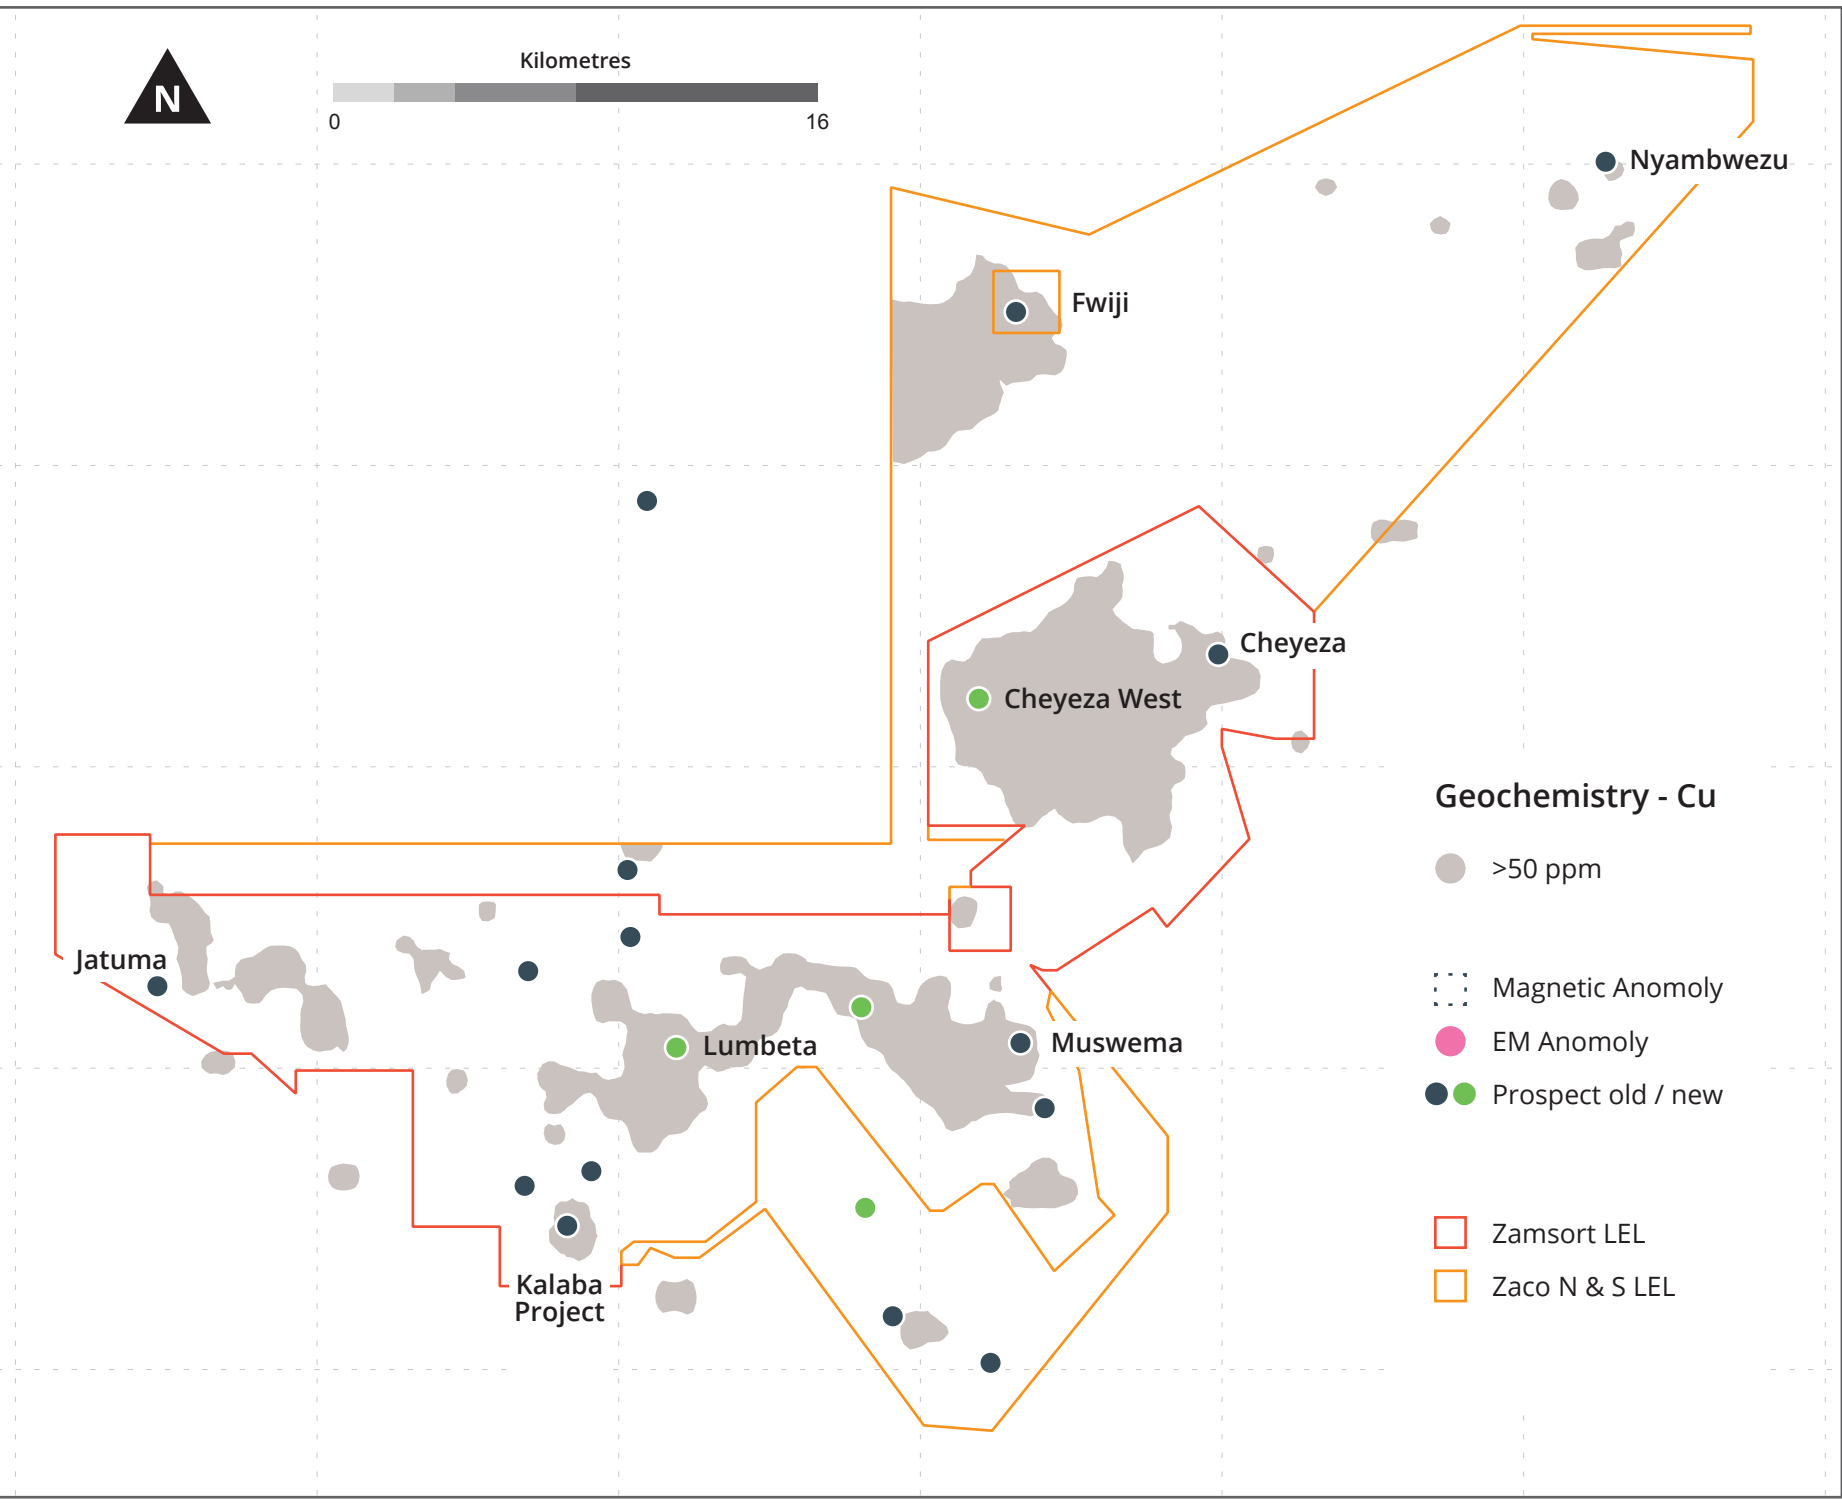 Kilometres
N
0 16
Nyambwezu
Fwiji
Cheyeza
Cheyeza West
Geochemistry - Cu
>50 ppm
Jatuma
Magnetic Anomoly
Lumbeta
Muswema
EM Anomoly
Prospect old / new
Zamsort LEL
Kalaba
Project
Zaco N & S LEL